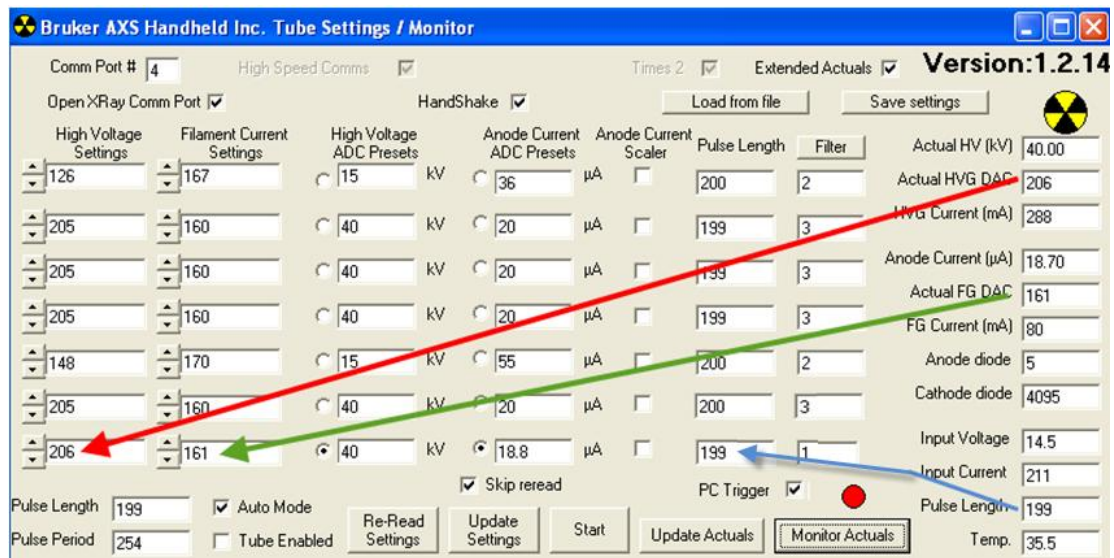 Bruker AXS Handheld Inc. Tube Settings / Monitor
Comm Port # 4 High Speed Comms Times 2 Extended Actuals Version:1.2.14
Open XRay Comm Port HandShake Load from file Save settings
High Voltage Settings Filament Current Settings High Voltage ADC Presets Anode Current ADC Presets Anode Current Scaler Pulse Length Filter Actual HV (kV) 40.00
126 167 15 kV 36 µA 200 2 Actual HVG DAC 206
205 160 40 kV 20 µA 199 3 HVG Current (mA) 288
205 160 40 kV 20 µA 199 3 Anode Current (µA) 18.70
205 160 40 kV 20 µA 199 3 Actual FG DAC 161
FG Current (mA) 80
148 170 15 kV 55 µA 200 2 Anode diode 5
205 160 40 kV 20 µA 200 3 Cathode diode 4095
206 161 40 kV 18.8 µA 199 1 Input Voltage 14.5
Skip reread PC Trigger Input Current 211
Pulse Length 199 Auto Mode Re-Read Settings Update Settings Start Update Actuals Monitor Actuals Pulse Length 199
Pulse Period 254 Tube Enabled Temp. 35.5